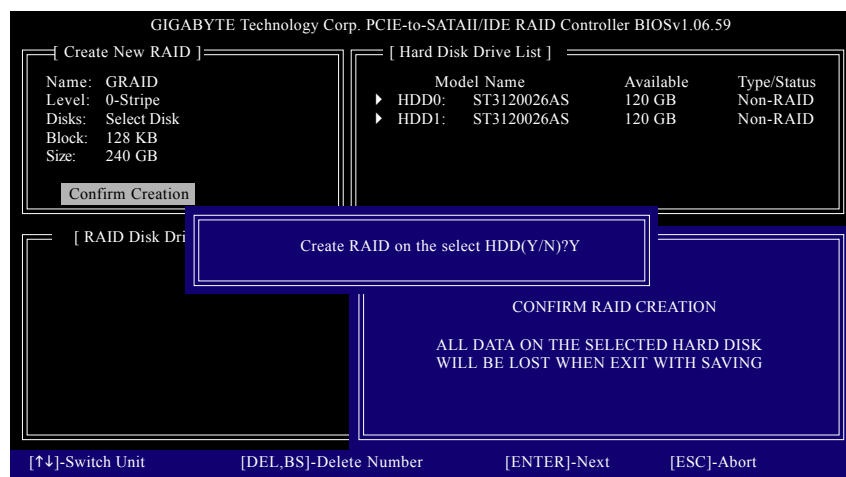 GIGABYTE Technology Corp. PCIE-to-SATAII/IDE RAID Controller BIOSv1.06.59
[ Create New RAID ]
Name: GRAID
Level: 0-Stripe
Disks: Select Disk
Block: 128 KB
Size: 240 GB
Confirm Creation
[ Hard Disk Drive List ]
Model Name Available Type/Status
HDD0: ST3120026AS 120 GB Non-RAID
HDD1: ST3120026AS 120 GB Non-RAID
[ RAID Disk Dri
Create RAID on the select HDD(Y/N)?Y
CONFIRM RAID CREATION
ALL DATA ON THE SELECTED HARD DISK
WILL BE LOST WHEN EXIT WITH SAVING
[↑↓]-Switch Unit [DEL,BS]-Delete Number [ENTER]-Next [ESC]-Abort